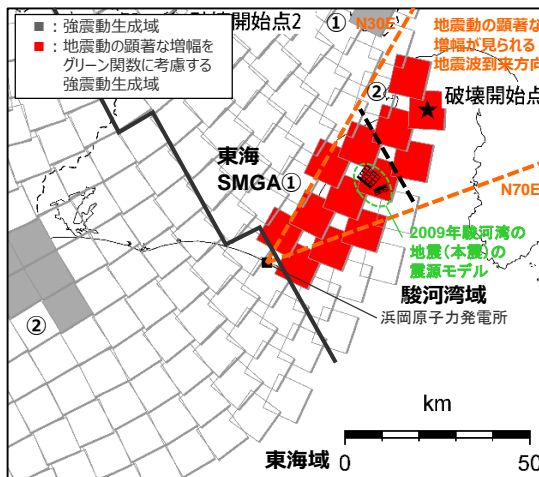 ■：強震動生成域
■：地震動の顕著な増幅を
グリーン関数に考慮する
強震動生成域
破壊開始点2
①
N30E
地震動の顕著な
増幅が見られる
地震波到来方向
②
破壊開始点
東海
SMGA①
N70E
2009年駿河湾の
地震(本震)の
震源モデル
駿河湾域
浜岡原子力発電所
②
km
東海域
0
50